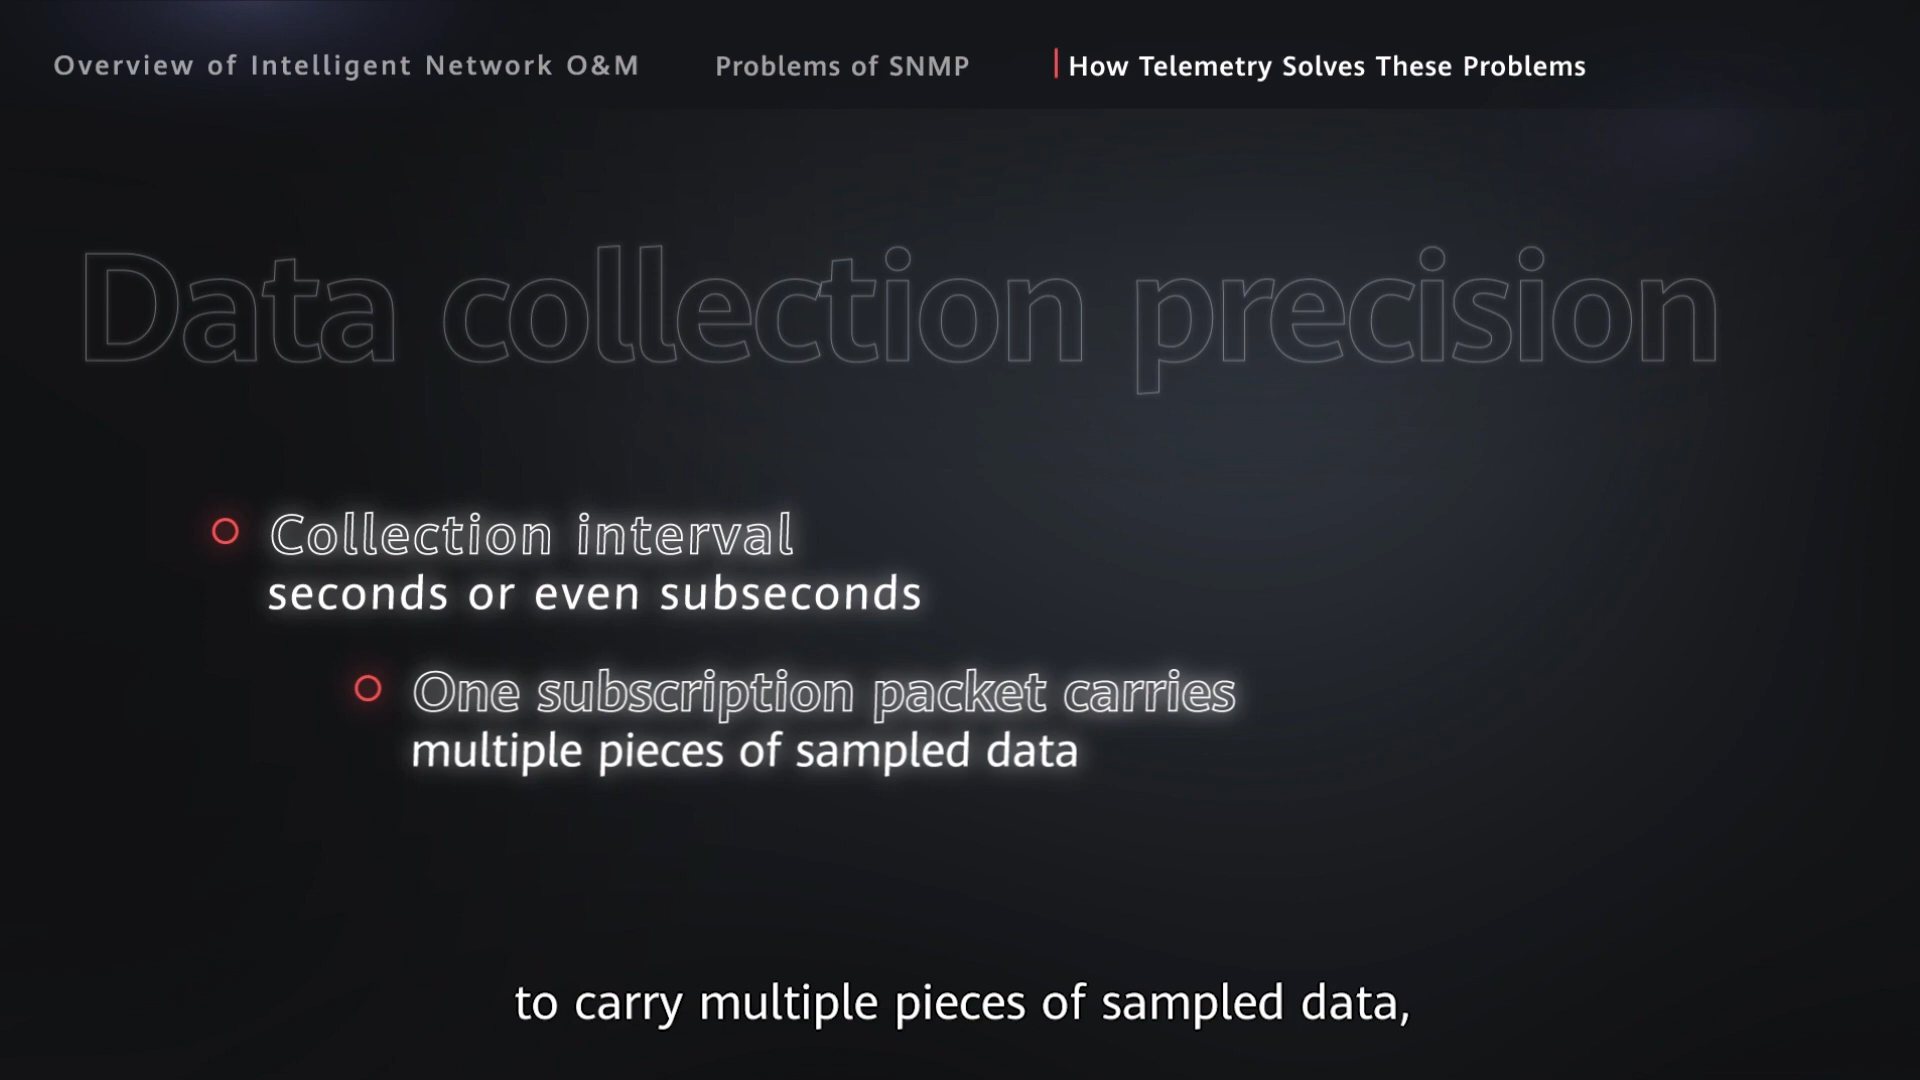 Overview of Intelligent Network O&M
Problems of SNMP
How Telemetry Solves These Problems
Data collection precision
Collection interval
seconds or even subseconds
One subscription packet carries
multiple pieces of sampled data
to carry multiple pieces of sampled data,